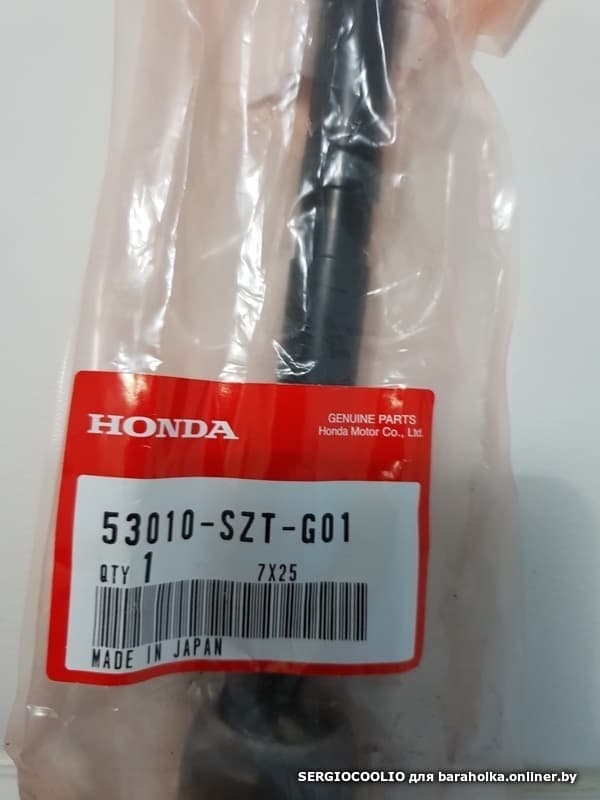 HONDA
GENUINE PARTS
Honda Motor Co., Ltd.
53010-SZT-G01
QTY 1 7X25
MADE IN JAPAN
SERGIOCOOLIO для baraholka.onliner.by